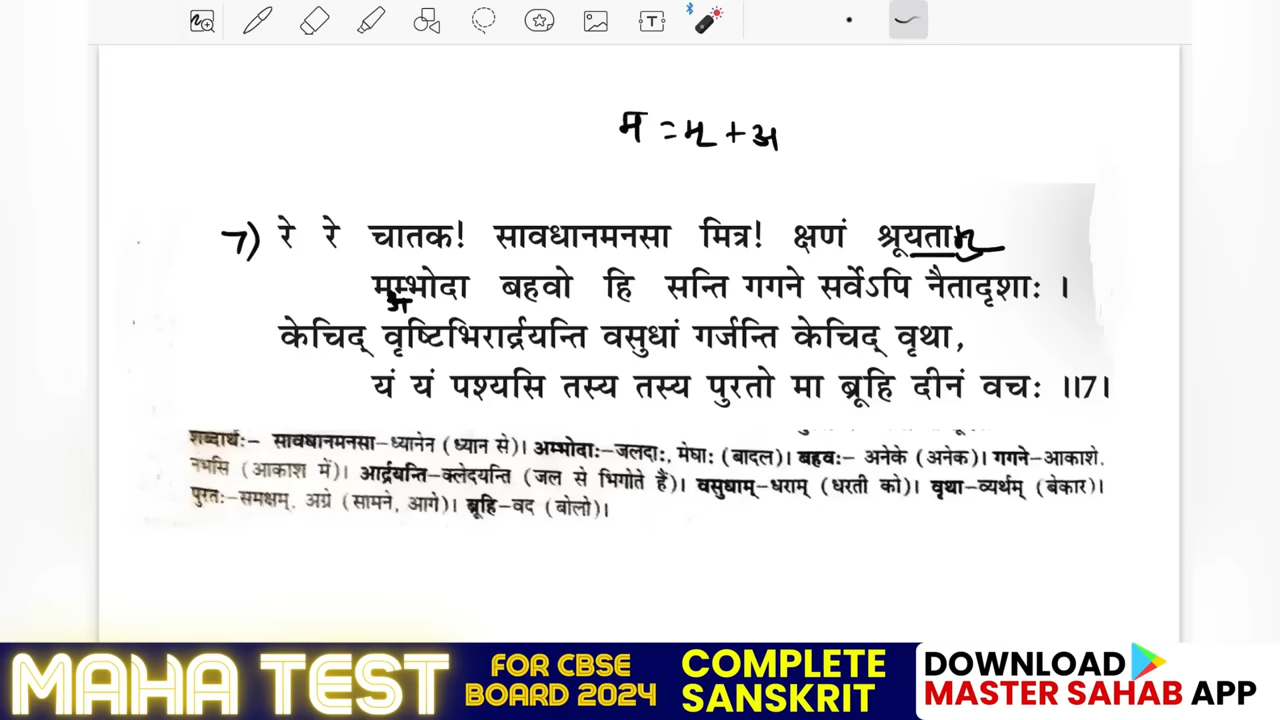 म = म् + अ
7) रे रे चातक! सावधानमनसा मित्र! क्षणं श्रूयताम्
मम्भोदा बहवो हि सन्ति गगने सर्वेऽपि नैतादृशाः ।
अ
केचिद् वृष्टिभिरार्द्रयन्ति वसुधां गर्जन्ति केचिद् वृथा,
यं यं पश्यसि तस्य तस्य पुरतो मा ब्रूहि दीनं वचः ।।7।
शब्दार्थः- सावधानमनसा-ध्यानेन (ध्यान से)। अम्भोदाः-जलदाः, मेघाः (बादल)। बहवः- अनेके (अनेक)। गगने-आकाशे,
नभसि (आकाश में)। आर्द्रयन्ति-क्लेदयन्ति (जल से भिगोते हैं)। वसुधाम्-धराम् (धरती को)। वृथा-व्यर्थम् (बेकार)।
पुरतः-समक्षम्, अग्रे (सामने, आगे)। ब्रूहि-वद (बोलो)।
MAHA TEST FOR CBSE BOARD 2024 COMPLETE SANSKRIT DOWNLOAD MASTER SAHAB APP